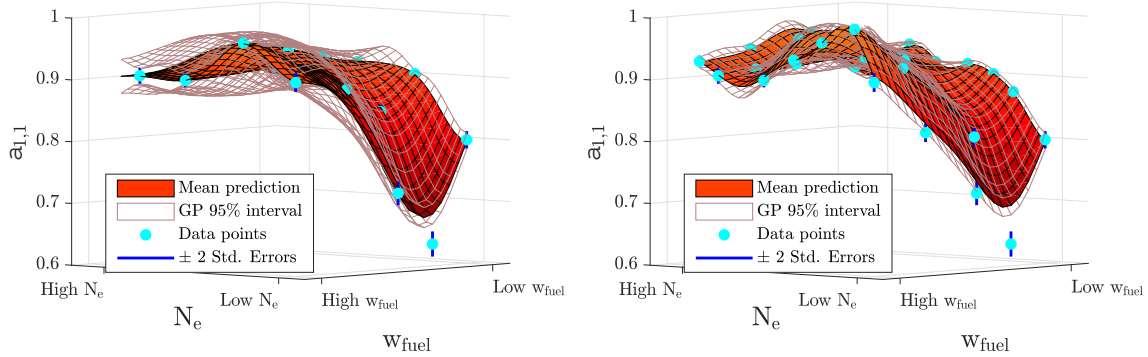 1
0.9
0.8
0.7
0.6
a1,1
Mean prediction
GP 95% interval
Data points
± 2 Std. Errors
High Ne
Low Ne
High wfuel
Low wfuel
Ne
wfuel
1
0.9
0.8
0.7
0.6
a1,1
Mean prediction
GP 95% interval
Data points
± 2 Std. Errors
High Ne
Low Ne
High wfuel
Low wfuel
Ne
wfuel